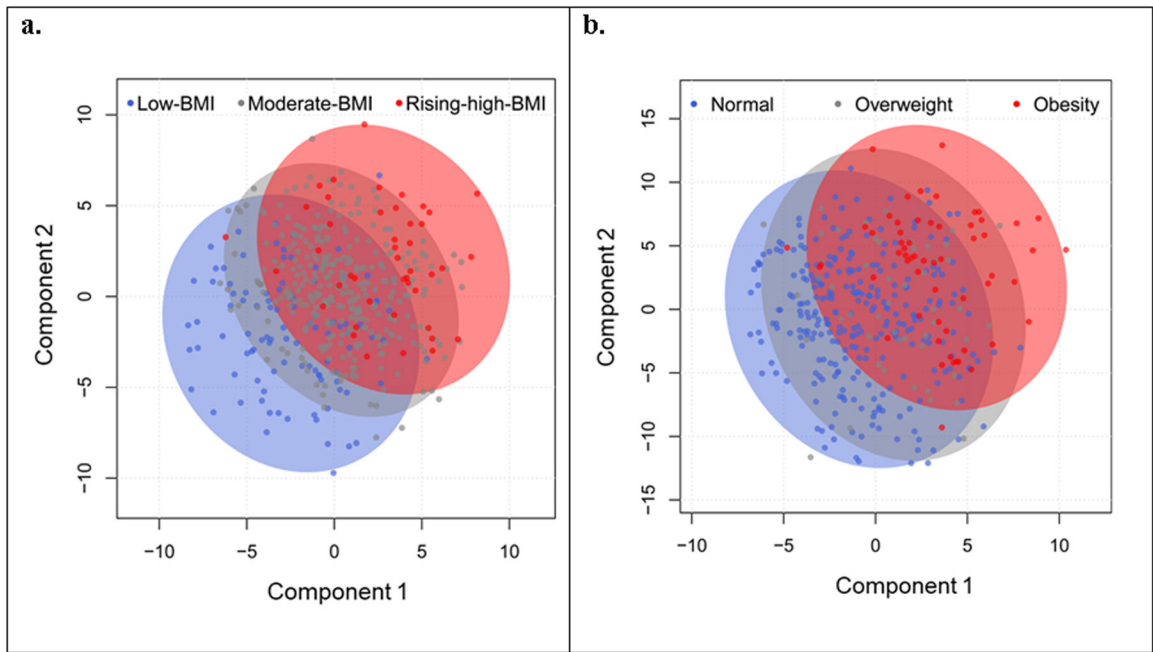 a.
Low-BMI Moderate-BMI Rising-high-BMI
Component 2
10
5
0
−5
−10
−10 −5 0 5 10
Component 1
b.
Normal Overweight Obesity
Component 2
15
10
5
0
−5
−10
−15
−10 −5 0 5 10
Component 1